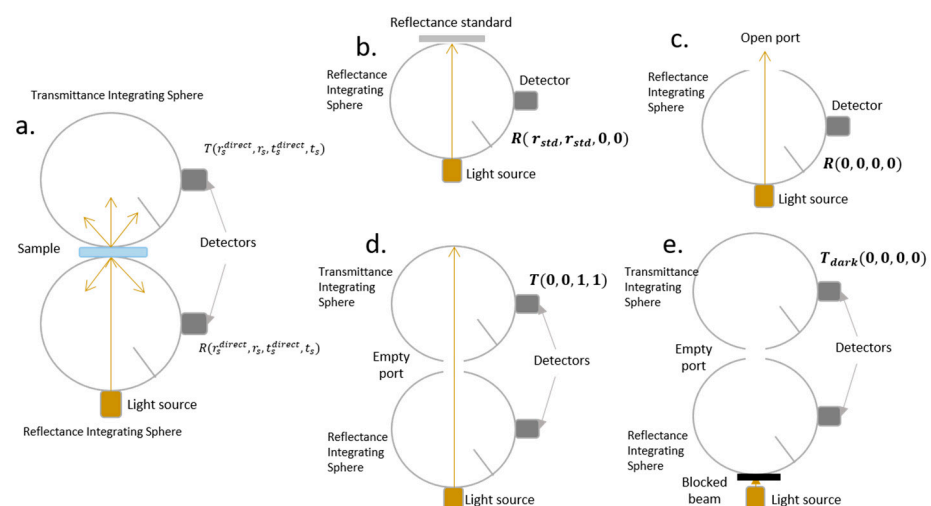 a.
Transmittance Integrating Sphere
T(r_s^direct, r_s, t_s^direct, t_s)
Sample
Detectors
R(r_s^direct, r_s, t_s^direct, t_s)
Light source
Reflectance Integrating Sphere
b.
Reflectance standard
Reflectance
Integrating
Sphere
Detector
R(r_std, r_std, 0, 0)
Light source
c.
Open port
Reflectance
Integrating
Sphere
Detector
R(0, 0, 0, 0)
Light source
d.
Transmittance
Integrating
Sphere
T(0, 0, 1, 1)
Empty
port
Detectors
Reflectance
Integrating
Sphere
Light source
e.
Transmittance
Integrating
Sphere
T_dark(0, 0, 0, 0)
Empty
port
Detectors
Reflectance
Integrating
Sphere
Blocked
beam
Light source